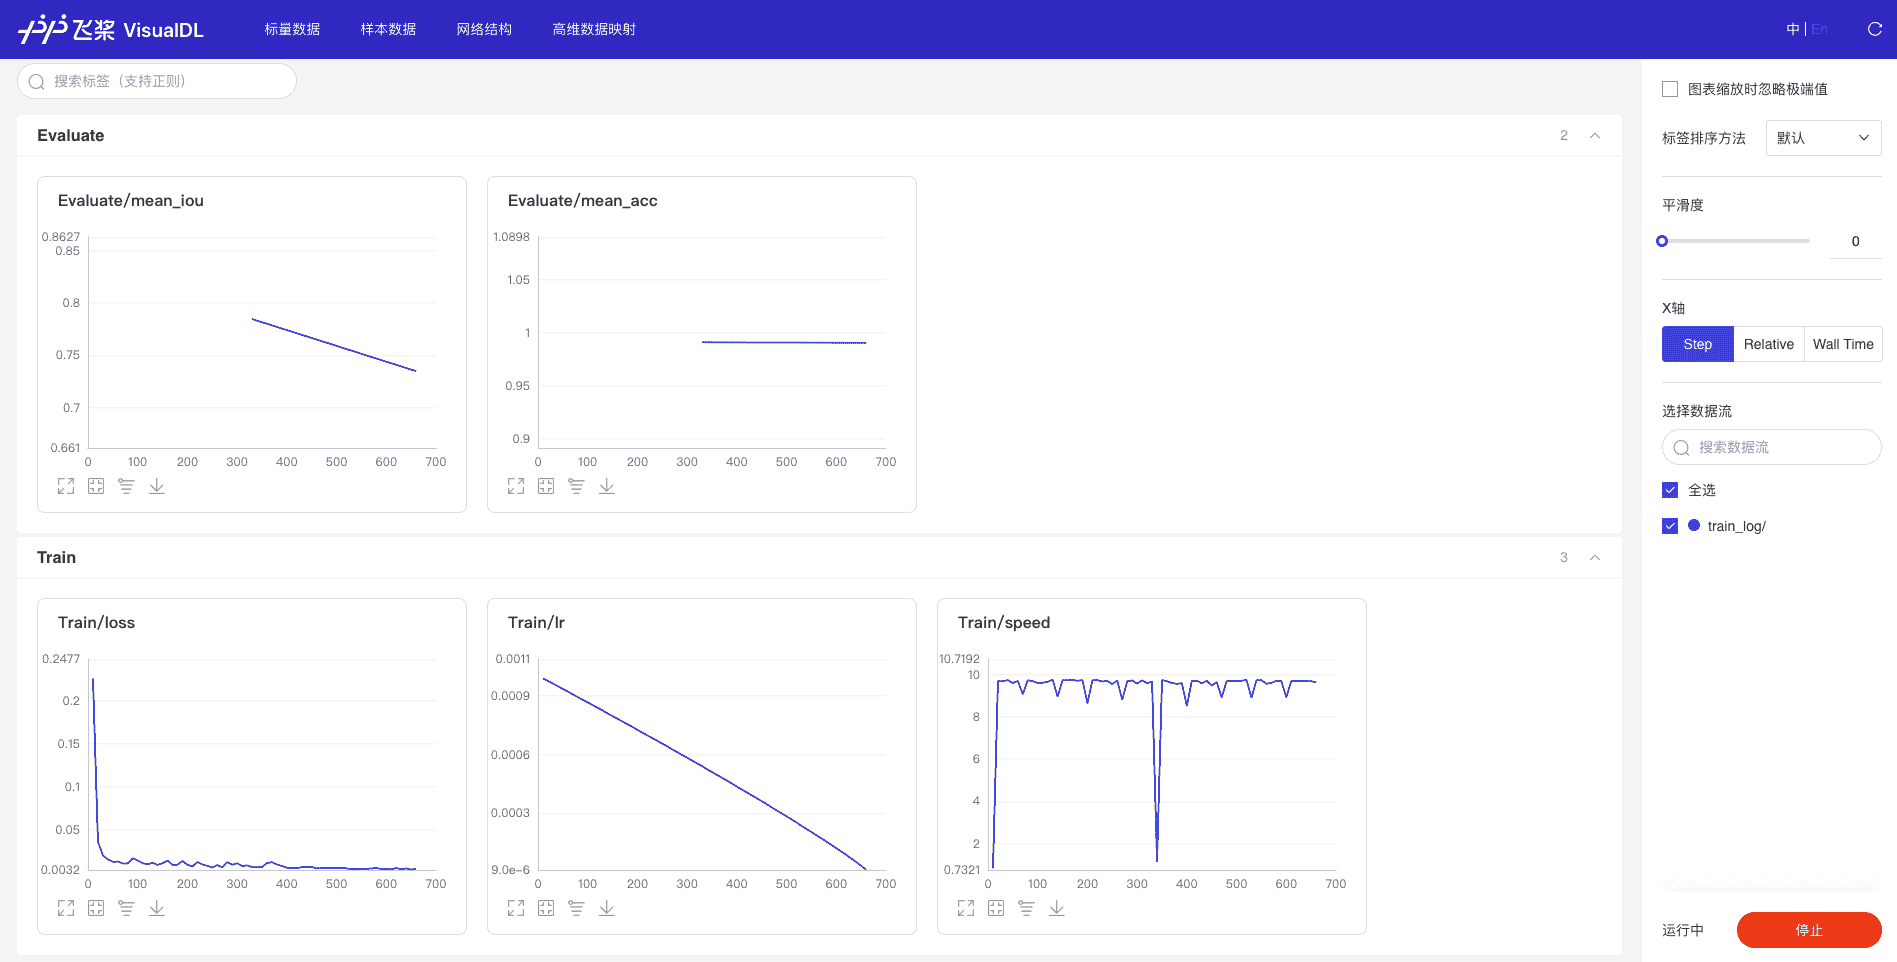 飞桨 VisualDL
标量数据
样本数据
网络结构
高维数据映射
中 | En
搜索标签（支持正则）
Evaluate
2
Evaluate/mean_iou
0.8627
0.85
0.8
0.75
0.7
0.661
0 100 200 300 400 500 600 700
Evaluate/mean_acc
1.0898
1.05
1
0.95
0.9
0 100 200 300 400 500 600 700
Train
3
Train/loss
0.2477
0.2
0.15
0.1
0.05
0.0032
0 100 200 300 400 500 600 700
Train/lr
0.0011
0.0009
0.0006
0.0003
9.0e-6
0 100 200 300 400 500 600 700
Train/speed
10.7192
10
8
6
4
2
0.7321
0 100 200 300 400 500 600 700
图表缩放时忽略极端值
标签排序方法 默认
平滑度
0
X轴
Step Relative Wall Time
选择数据流
搜索数据流
全选
train_log/
运行中 停止